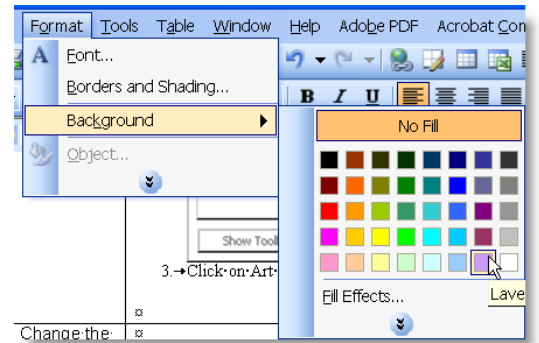 Format Tools Table Window Help Adobe PDF Acrobat Con
Font...
Borders and Shading...
B I U
Background
No Fill
Object...
Show Tool
3.→Click·on·Art·
Fill Effects...
Lave
¤
Change·the· ¤